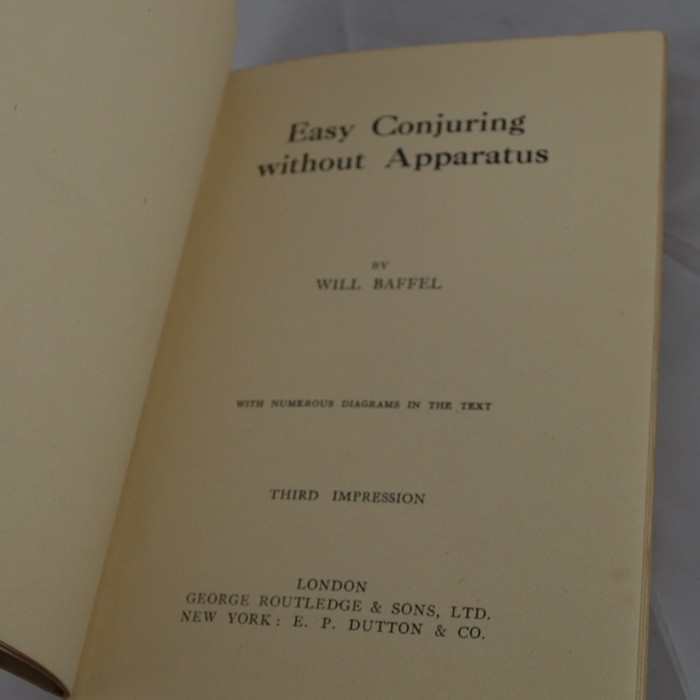 Easy Conjuring
without Apparatus
BY
WILL BAFFEL
WITH NUMEROUS DIAGRAMS IN THE TEXT
THIRD IMPRESSION
LONDON
GEORGE ROUTLEDGE & SONS, LTD.
NEW YORK: E. P. DUTTON & CO.